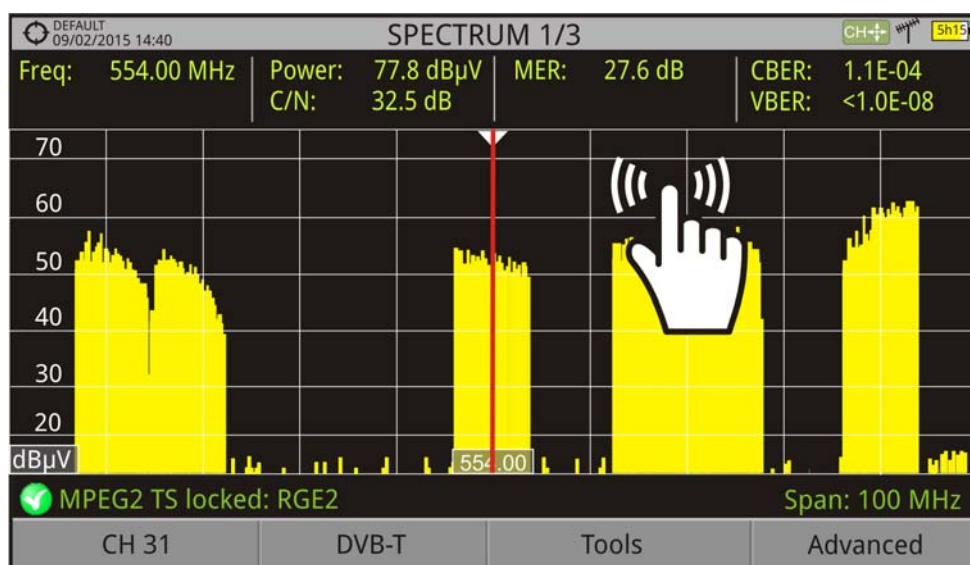 DEFAULT
09/02/2015 14:40
SPECTRUM 1/3
CH
5h15
Freq: 554.00 MHz
Power: 77.8 dBµV
C/N: 32.5 dB
MER: 27.6 dB
CBER: 1.1E-04
VBER: <1.0E-08
70
60
50
40
30
20
dBµV
554.00
MPEG2 TS locked: RGE2
Span: 100 MHz
CH 31
DVB-T
Tools
Advanced